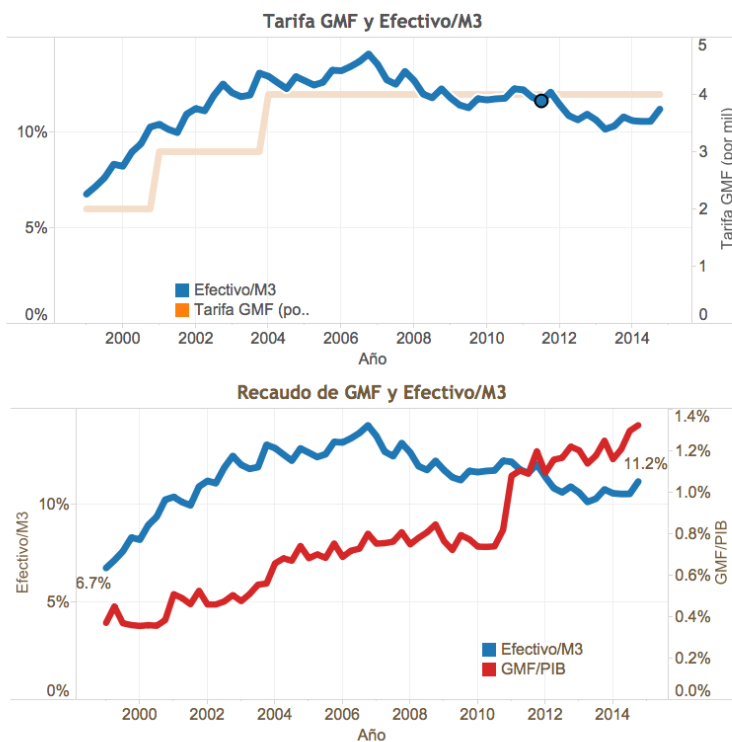 Tarifa GMF y Efectivo/M3
10%
5%
0%
5
4
3
2
1
0
Tarifa GMF (por mil)
Efectivo/M3
Tarifa GMF (po..
2000 2002 2004 2006 2008 2010 2012 2014
Año
Recaudo de GMF y Efectivo/M3
Efectivo/M3
10%
5%
0%
6.7%
11.2%
1.4%
1.2%
1.0%
0.8%
0.6%
0.4%
0.2%
0.0%
GMF/PIB
Efectivo/M3
GMF/PIB
2000 2002 2004 2006 2008 2010 2012 2014
Año